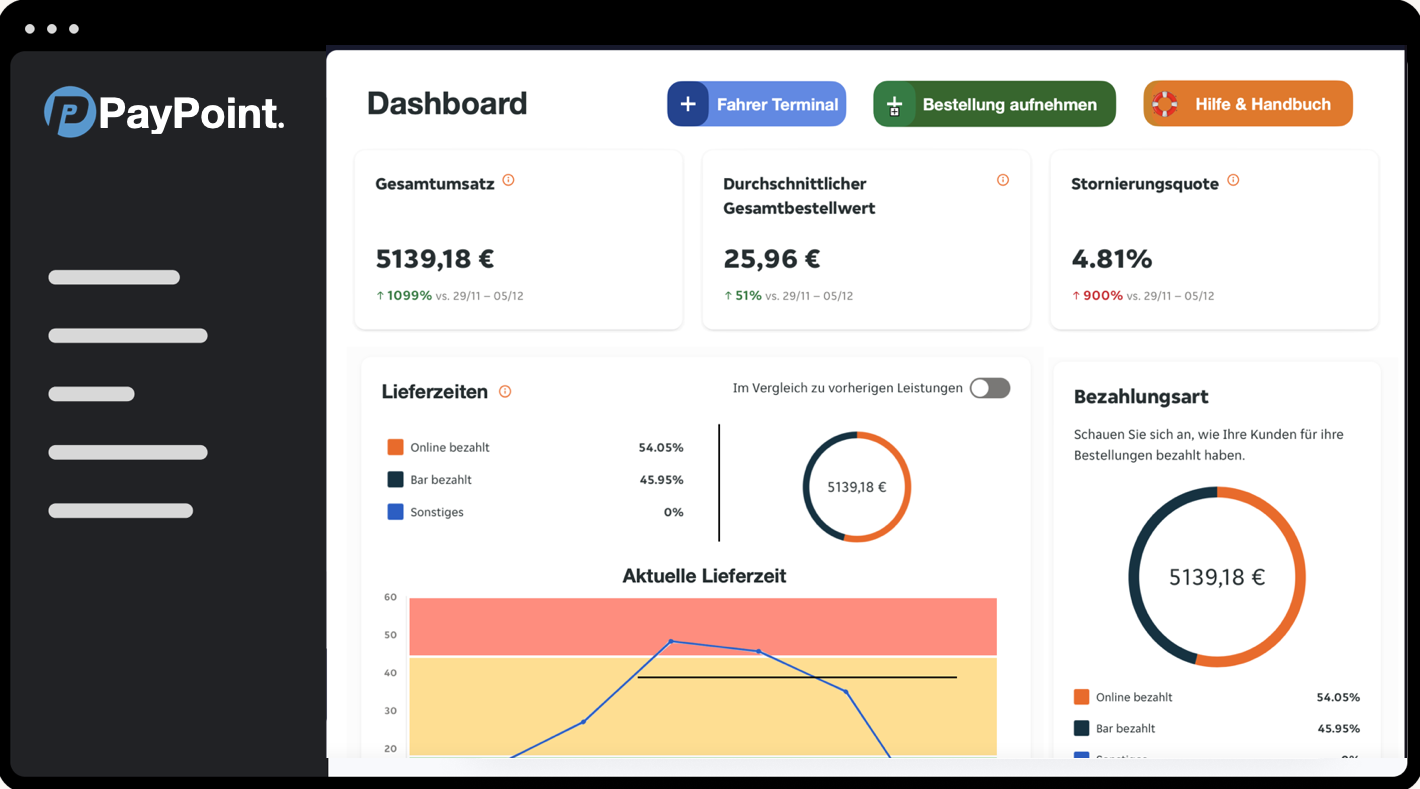 PayPoint.
Dashboard
Fahrer Terminal
Bestellung aufnehmen
Hilfe & Handbuch
Gesamtumsatz
5139,18 €
↑ 1099% vs. 29/11 – 05/12
Durchschnittlicher
Gesamtbestellwert
25,96 €
↑ 51% vs. 29/11 – 05/12
Stornierungsquote
4.81%
↑ 900% vs. 29/11 – 05/12
Lieferzeiten
Im Vergleich zu vorherigen Leistungen
Online bezahlt 54.05%
Bar bezahlt 45.95%
Sonstiges 0%
5139,18 €
Aktuelle Lieferzeit
60
50
40
30
20
Bezahlungsart
Schauen Sie sich an, wie Ihre Kunden für ihre
Bestellungen bezahlt haben.
5139,18 €
Online bezahlt 54.05%
Bar bezahlt 45.95%